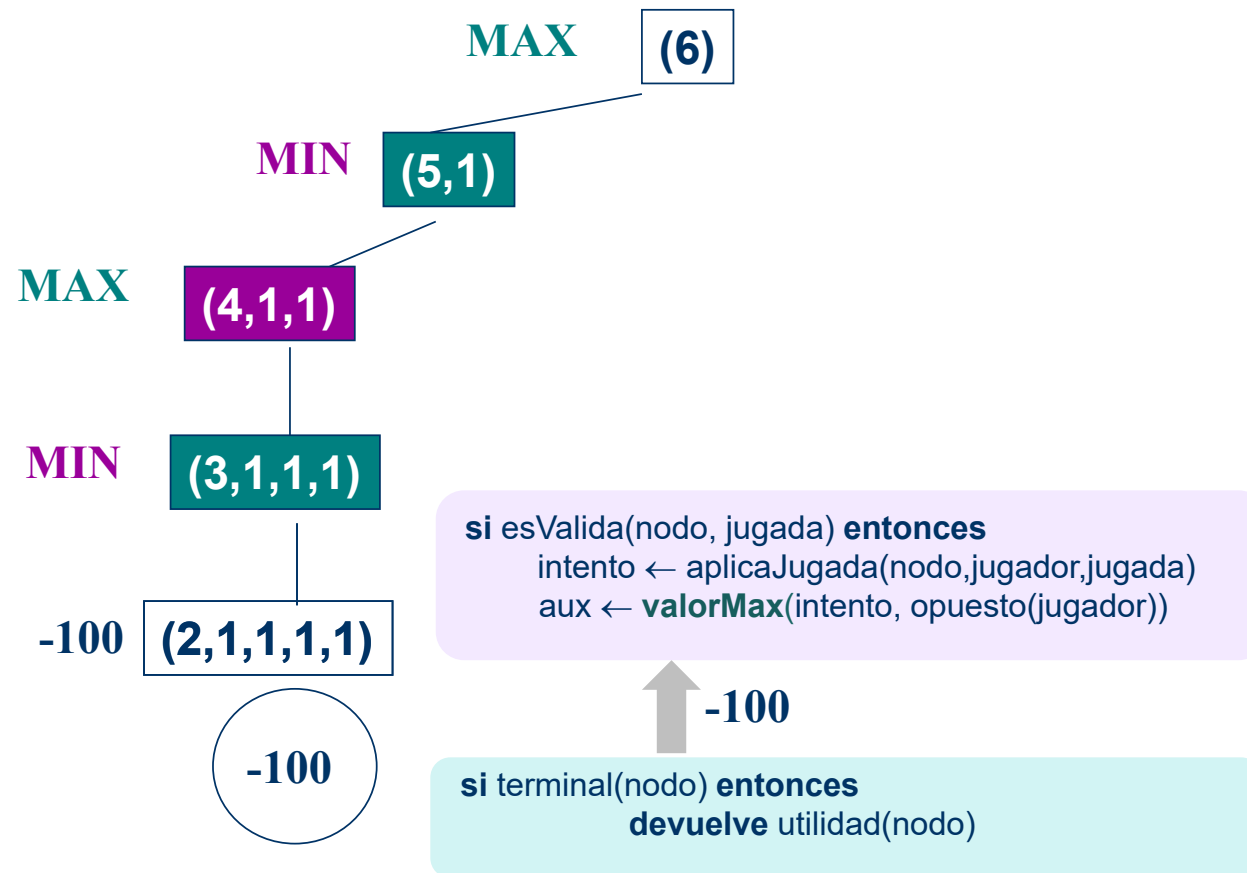 MAX (6)
MIN (5,1)
MAX (4,1,1)
MIN (3,1,1,1)
si esValida(nodo, jugada) entonces
intento ← aplicaJugada(nodo,jugador,jugada)
aux ← valorMax(intento, opuesto(jugador))
-100 (2,1,1,1,1)
-100
-100
si terminal(nodo) entonces
devuelve utilidad(nodo)